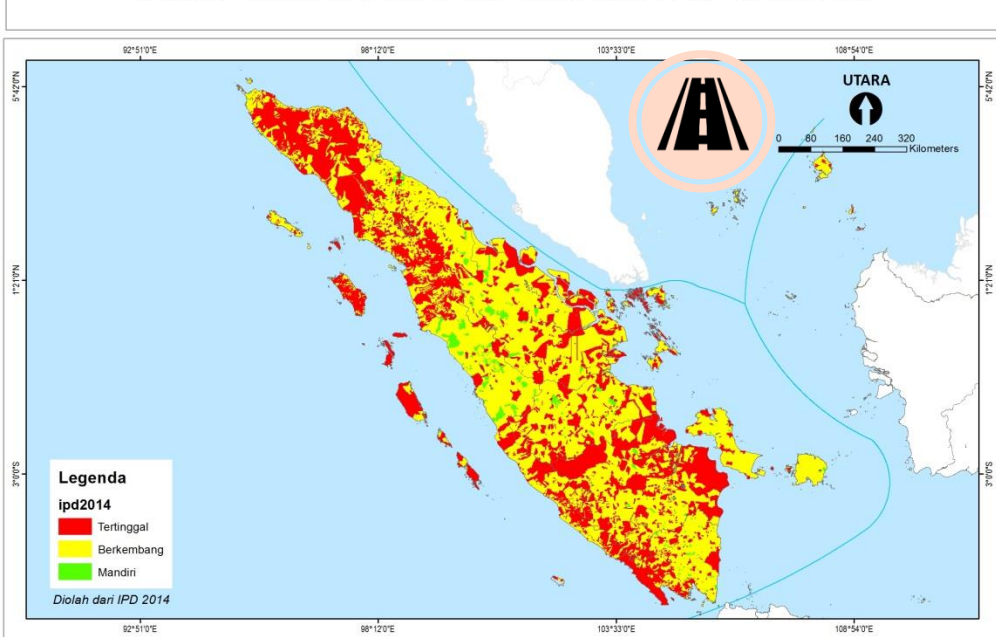 92°51'0"E 98°12'0"E 103°33'0"E 108°54'0"E
UTARA
0 80 160 240 320
Kilometers
5°42'0"N 5°42'0"N
1°21'0"N 1°21'0"N
3°0'0"S 3°0'0"S
Legenda
ipd2014
Tertinggal
Berkembang
Mandiri
Diolah dari IPD 2014
92°51'0"E 98°12'0"E 103°33'0"E 108°54'0"E